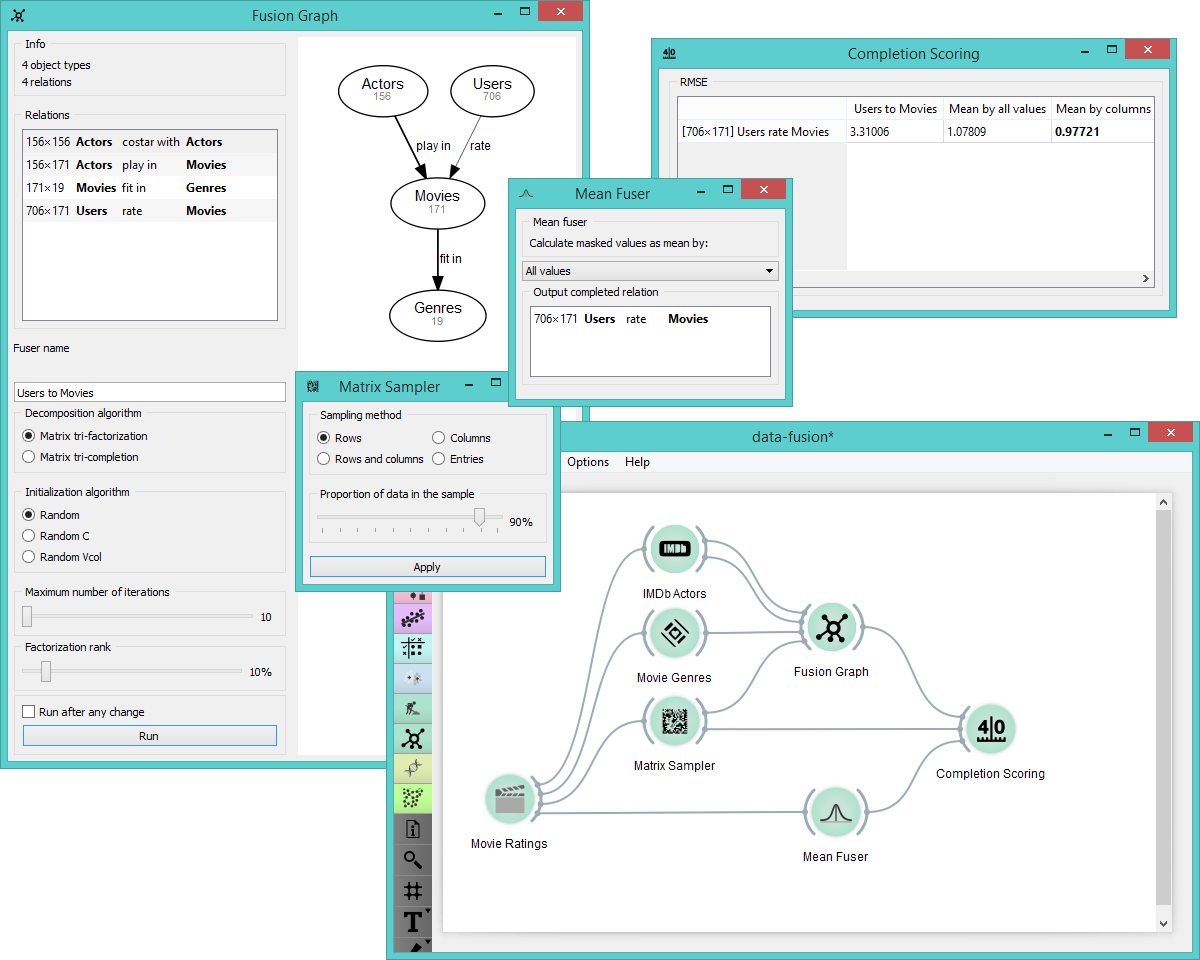 Fusion Graph
Info
4 object types
4 relations
Relations
156×156 Actors costar with Actors
156×171 Actors play in Movies
171×19 Movies fit in Genres
706×171 Users rate Movies
Fuser name
Users to Movies
Decomposition algorithm
Matrix tri-factorization
Matrix tri-completion
Initialization algorithm
Random
Random C
Random Vcol
Maximum number of iterations
10
Factorization rank
10%
Run after any change
Run
Actors
156
Users
706
play in
rate
Movies
171
fit in
Genres
19
Completion Scoring
RMSE
Users to Movies Mean by all values Mean by columns
[706×171] Users rate Movies 3.31006 1.07809 0.97721
Mean Fuser
Mean fuser
Calculate masked values as mean by:
All values
Output completed relation
706×171 Users rate Movies
Matrix Sampler
Sampling method
Rows
Columns
Rows and columns
Entries
Proportion of data in the sample
90%
Apply
data-fusion*
Options Help
IMDb
IMDb Actors
Movie Genres
Fusion Graph
Matrix Sampler
4|0
Completion Scoring
Movie Ratings
Mean Fuser
T